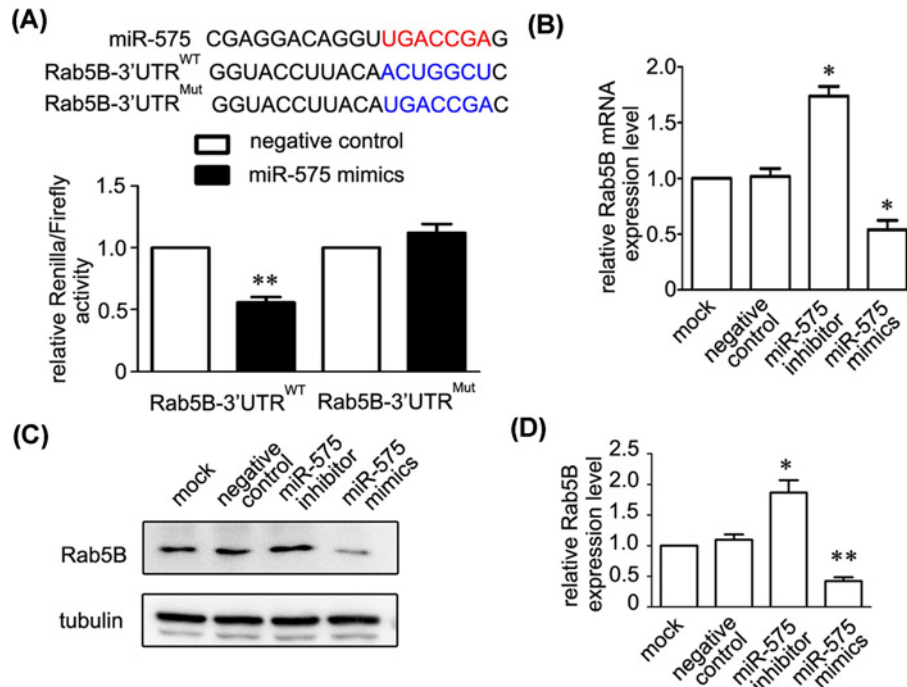 (A)
miR-575 CGAGGACAGGUUGACCGAG
Rab5B-3'UTR^WT GGUACCUUACAACUGGCUC
Rab5B-3'UTR^Mut GGUACCUUACAUGACCGAC
negative control
miR-575 mimics
relative Renilla/Firefly
activity
1.5
1.0
0.5
0
**
Rab5B-3'UTR^WT Rab5B-3'UTR^Mut
(B)
relative Rab5B mRNA
expression level
2.0
1.5
1.0
0.5
0
*
*
mock
negative
control
miR-575
inhibitor
miR-575
mimics
(C)
mock
negative
control
miR-575
inhibitor
miR-575
mimics
Rab5B
tubulin
(D)
relative Rab5B
expression level
2.5
2.0
1.5
1.0
0.5
0
*
**
mock
negative
control
miR-575
inhibitor
miR-575
mimics